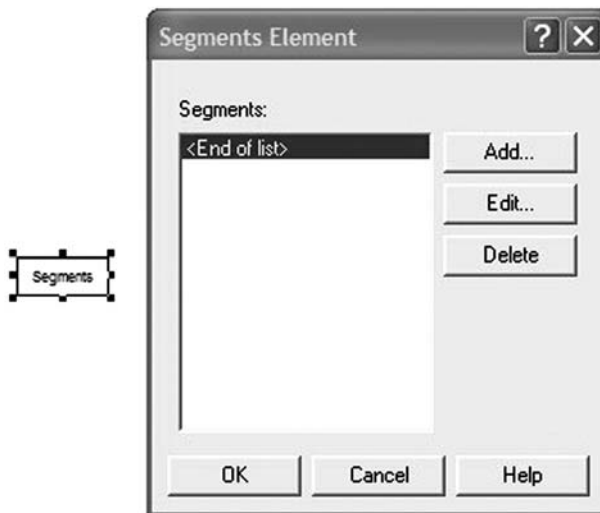 Segments Element
Segments:
<End of list>
Add...
Edit...
Delete
Segments
OK
Cancel
Help